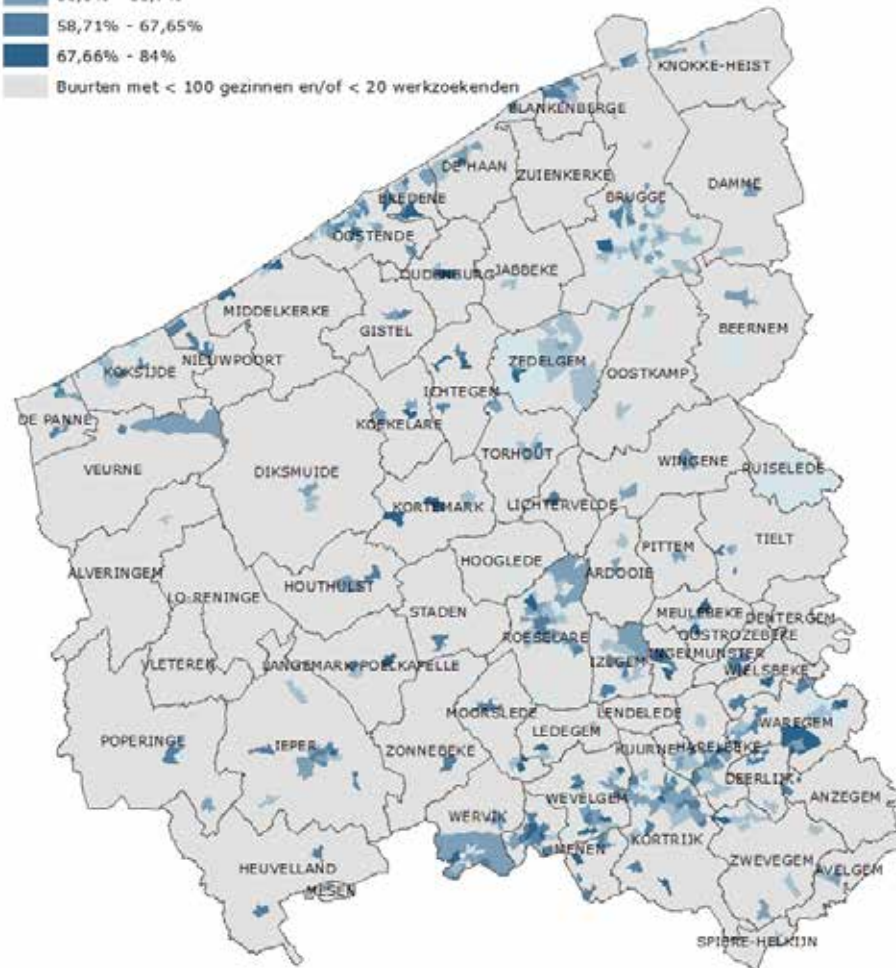 58,71% - 67,65%
67,66% - 84%
Buurten met < 100 gezinnen en/of < 20 werkzoekenden
KNOKKE-HEIST
BLANKENBERGE
DE HAAN
ZUIENKERKE
DAMME
BREDENE
BRUGGE
OOSTENDE
OUDENBURG
JABBEKE
MIDDELKERKE
GISTEL
BEERNEM
NIEUWPOORT
KOKSIJDE
ZEDELGEM
OOSTKAMP
ICHTEGEM
DE PANNE
KOEKELARE
TORHOUT
VEURNE
DIKSMUIDE
WINGENE
RUISELEDE
KORTEMARK
LICHTERVELDE
TIELT
PITTEM
HOOGLEDE
ARDOOIE
ALVERINGEM
HOUTHULST
LO-RENINGE
STADEN
MEULEBEKE
DENTERGEM
OOSTROZEBEKE
ROESELARE
INGELMUNSTER
IZEGEM
VLETEREN
LANGEMARK-POELKAPELLE
WIELSBEKE
MOORSLEDE
LENDELEDE
WAREGEM
LEDEGEM
POPERINGE
IEPER
ZONNEBEKE
KUURNE
HARELBEKE
DEERLIJK
WEVELGEM
ANZEGEM
WERVIK
KORTRIJK
MENEN
ZWEVEGEM
HEUVELLAND
AVELGEM
MESEN
SPIERE-HELKIJN